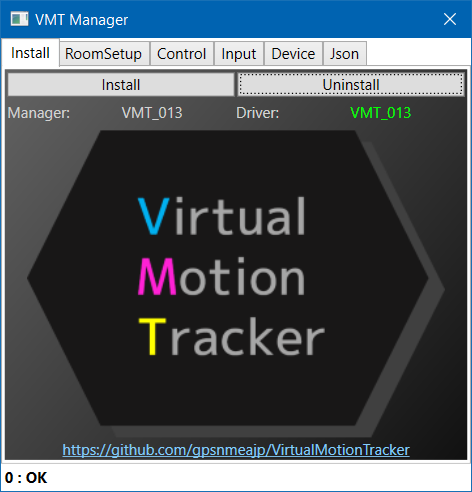 VMT Manager
Install RoomSetup Control Input Device Json
Install Uninstall
Manager: VMT_013 Driver: VMT_013
Virtual
Motion
Tracker
https://github.com/gpsnmeajp/VirtualMotionTracker
0 : OK